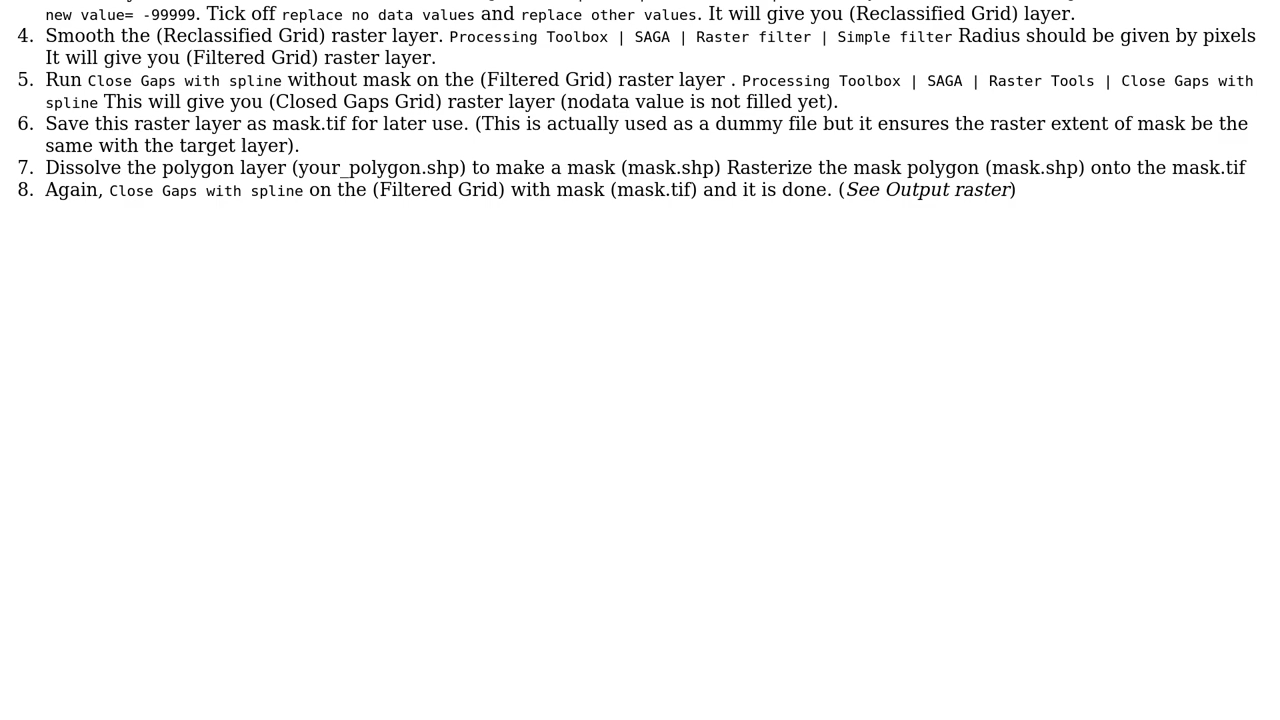 new value= -99999. Tick off replace no data values and replace other values. It will give you (Reclassified Grid) layer.
4. Smooth the (Reclassified Grid) raster layer. Processing Toolbox | SAGA | Raster filter | Simple filter Radius should be given by pixels
It will give you (Filtered Grid) raster layer.
5. Run Close Gaps with spline without mask on the (Filtered Grid) raster layer . Processing Toolbox | SAGA | Raster Tools | Close Gaps with
spline This will give you (Closed Gaps Grid) raster layer (nodata value is not filled yet).
6. Save this raster layer as mask.tif for later use. (This is actually used as a dummy file but it ensures the raster extent of mask be the
same with the target layer).
7. Dissolve the polygon layer (your_polygon.shp) to make a mask (mask.shp) Rasterize the mask polygon (mask.shp) onto the mask.tif
8. Again, Close Gaps with spline on the (Filtered Grid) with mask (mask.tif) and it is done. (See Output raster)